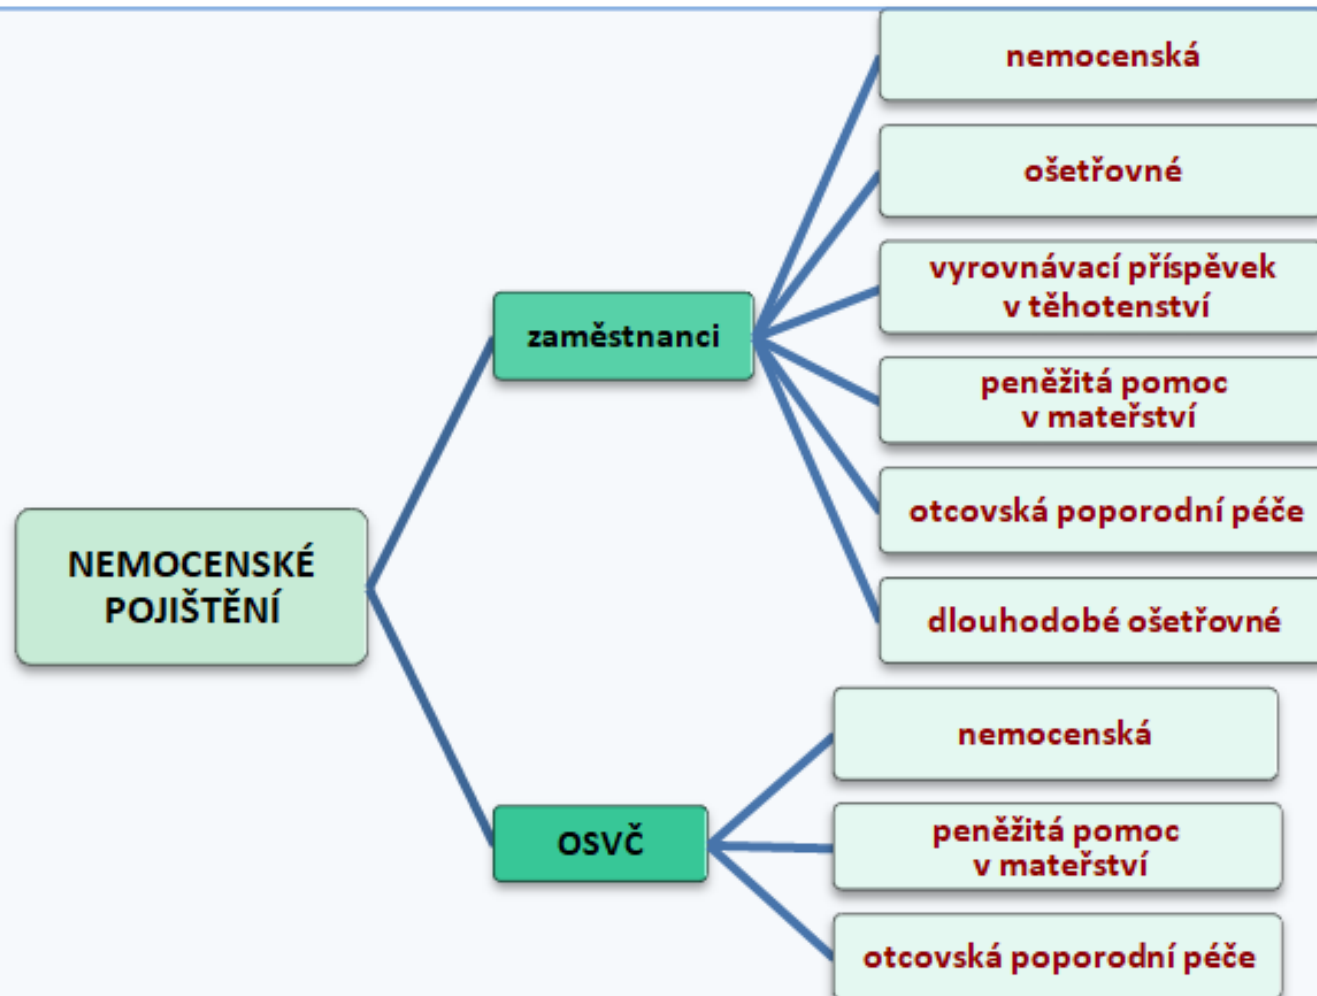 nemocenská
ošetřovné
vyrovnávací příspěvek
v těhotenství
zaměstnanci
peněžitá pomoc
v mateřství
otcovská poporodní péče
NEMOCENSKÉ
POJIŠTĚNÍ
dlouhodobé ošetřovné
nemocenská
OSVČ
peněžitá pomoc
v mateřství
otcovská poporodní péče